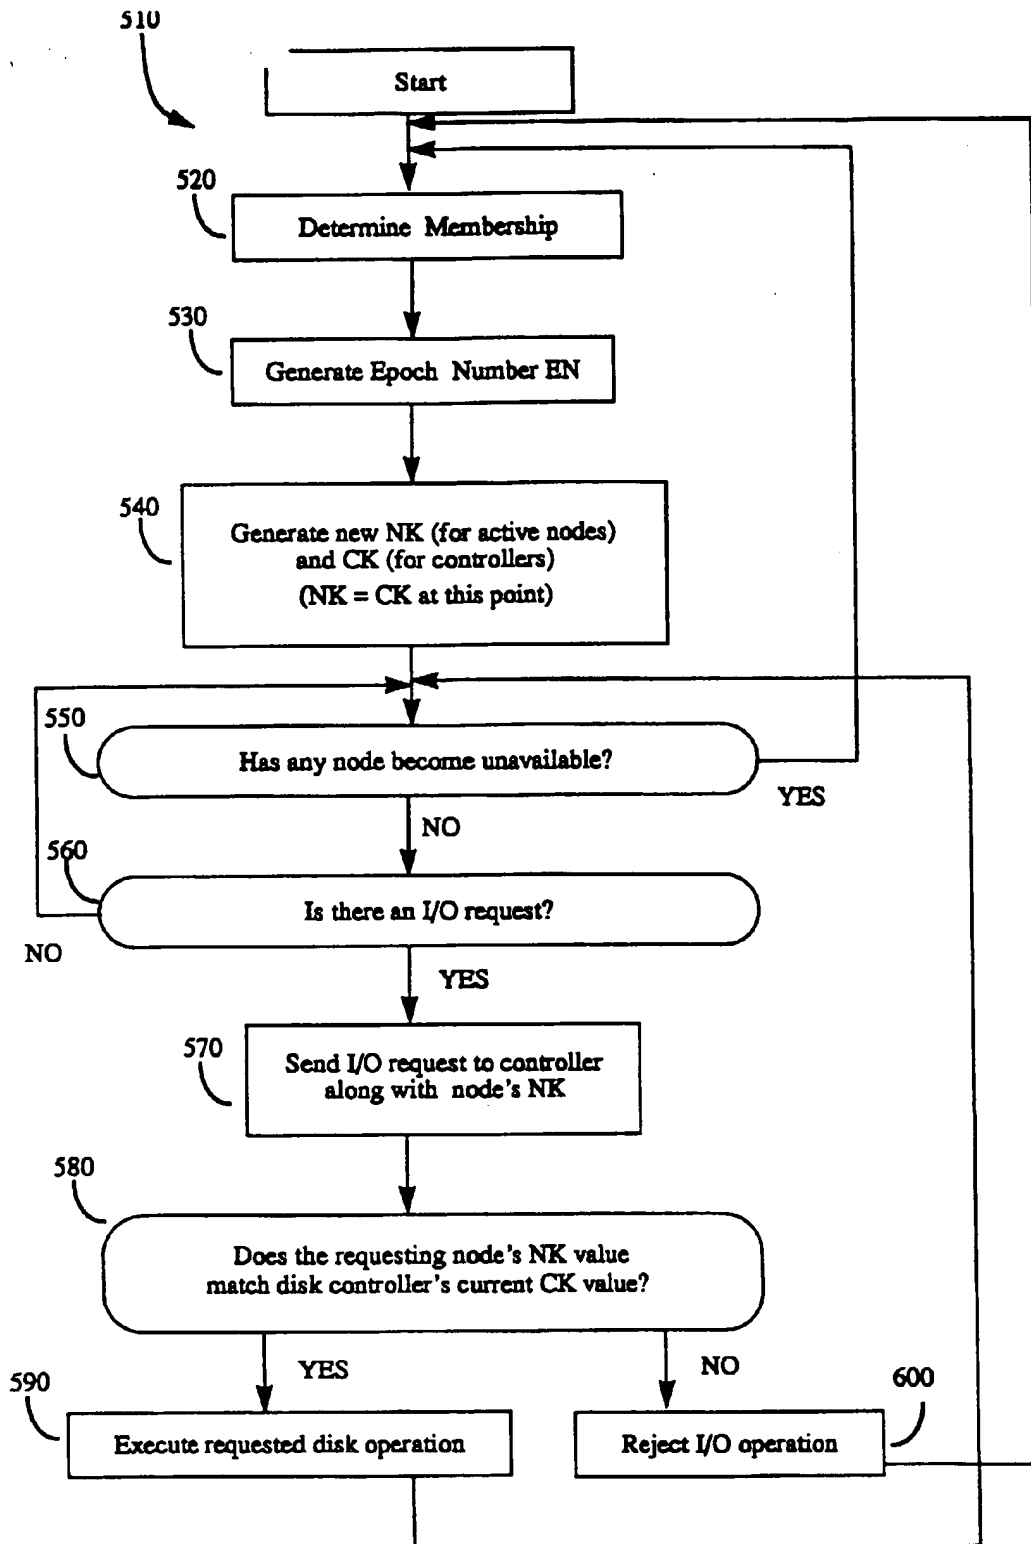 510
Start
520
Determine Membership
530
Generate Epoch Number EN
540
Generate new NK (for active nodes)
and CK (for controllers)
(NK = CK at this point)
550
Has any node become unavailable?
YES
NO
560
Is there an I/O request?
NO
YES
570
Send I/O request to controller
along with node's NK
580
Does the requesting node's NK value
match disk controller's current CK value?
YES
NO
590
600
Execute requested disk operation
Reject I/O operation